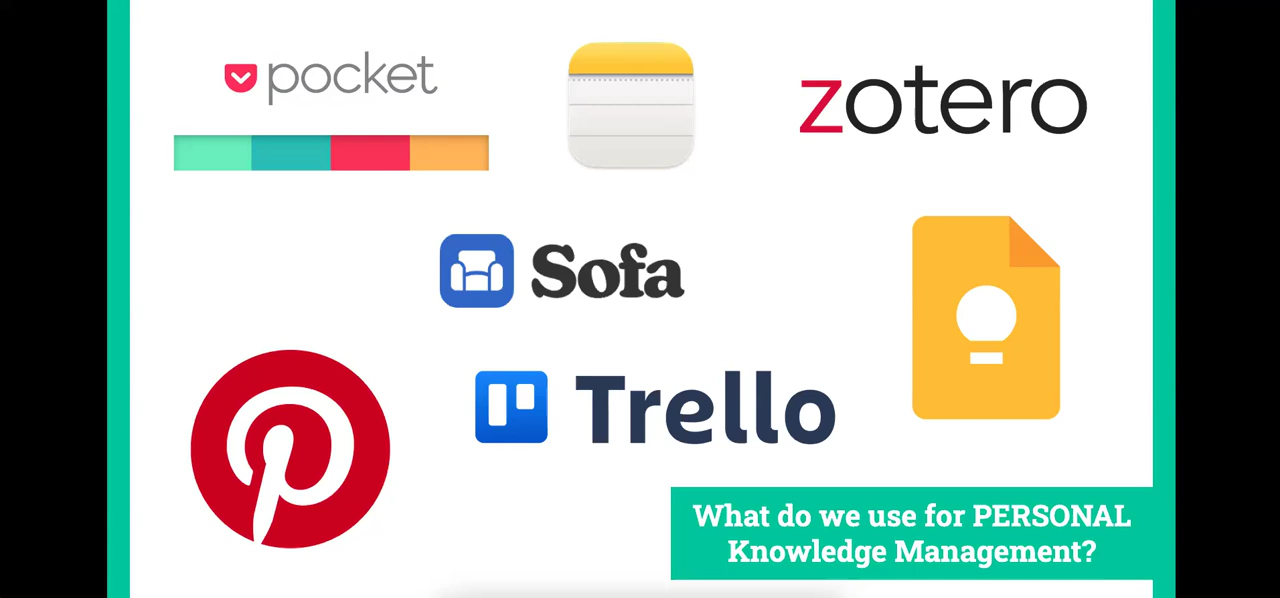 pocket
zotero
Sofa
Trello
What do we use for PERSONAL
Knowledge Management?